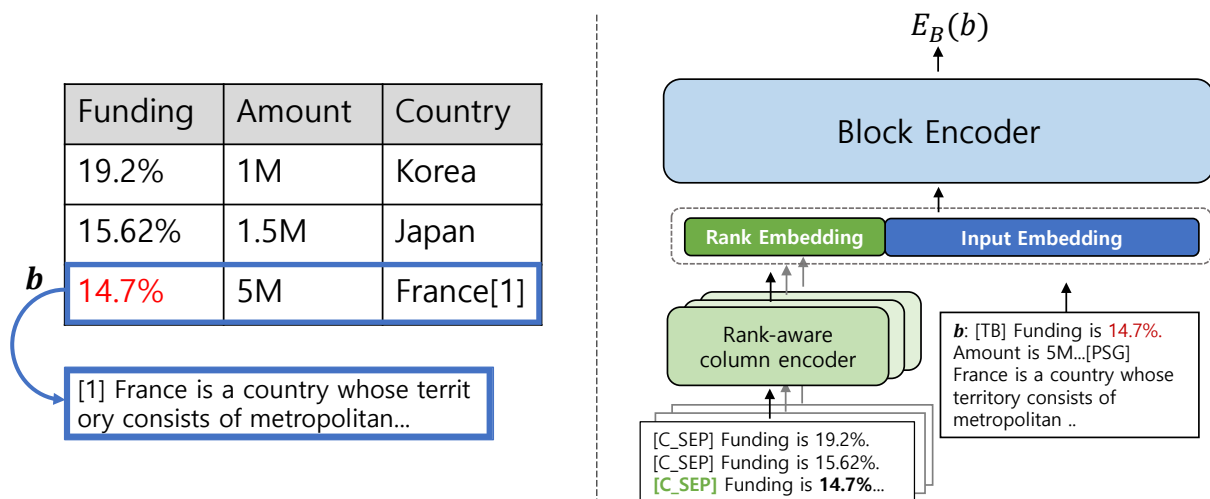 Funding Amount Country
19.2% 1M Korea
15.62% 1.5M Japan
b 14.7% 5M France[1]
[1] France is a country whose territ
ory consists of metropolitan...
E_B(b)
Block Encoder
Rank Embedding Input Embedding
Rank-aware
column encoder
[C_SEP] Funding is 19.2%.
[C_SEP] Funding is 15.62%.
[C_SEP] Funding is 14.7%...
b: [TB] Funding is 14.7%.
Amount is 5M...[PSG]
France is a country whose
territory consists of
metropolitan ..